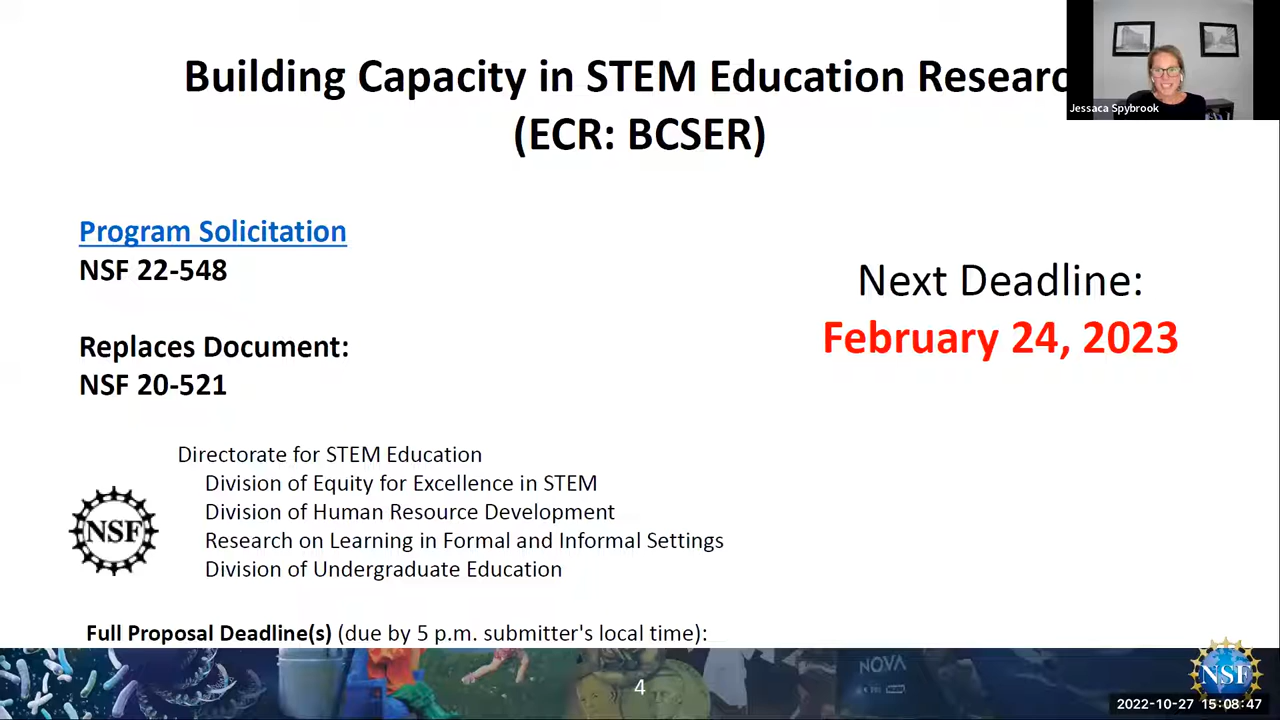 Building Capacity in STEM Education Researc
(ECR: BCSER)
Jessaca Spybrook
Program Solicitation
NSF 22-548
Replaces Document:
NSF 20-521
Next Deadline:
February 24, 2023
Directorate for STEM Education
Division of Equity for Excellence in STEM
Division of Human Resource Development
Research on Learning in Formal and Informal Settings
Division of Undergraduate Education
NSF
Full Proposal Deadline(s) (due by 5 p.m. submitter's local time):
NOVA
4
NSF
2022-10-27 15:08:47